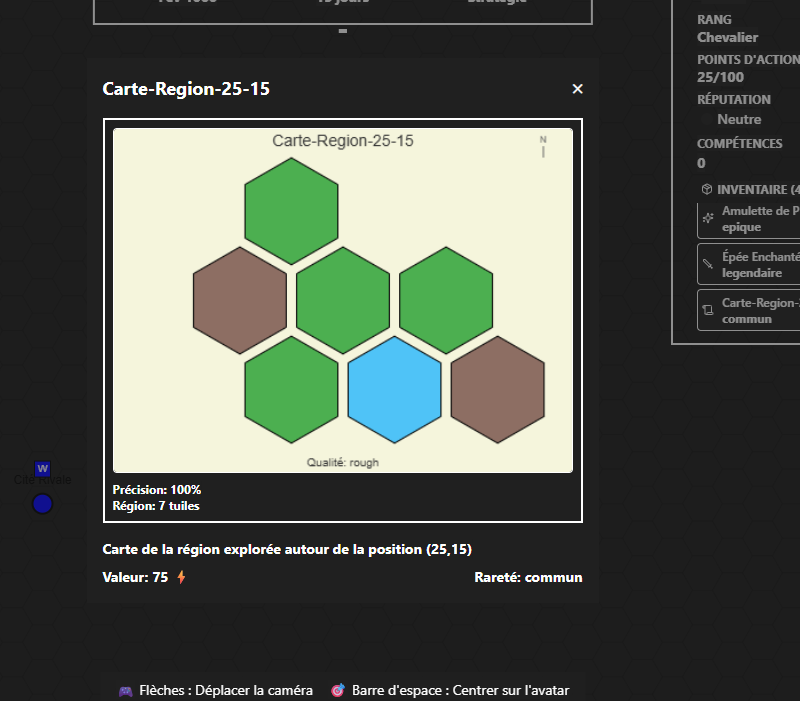 RANG
Chevalier
POINTS D'ACTION
25/100
RÉPUTATION
Neutre
COMPÉTENCES
0
INVENTAIRE (4
Amulette de P
epique
Épée Enchanté
legendaire
Carte-Region-2
commun
Carte-Region-25-15
×
Carte-Region-25-15
N
Qualité: rough
Précision: 100%
Région: 7 tuiles
Carte de la région explorée autour de la position (25,15)
Valeur: 75
Rareté: commun
W
Flèches : Déplacer la caméra
Barre d'espace : Centrer sur l'avatar